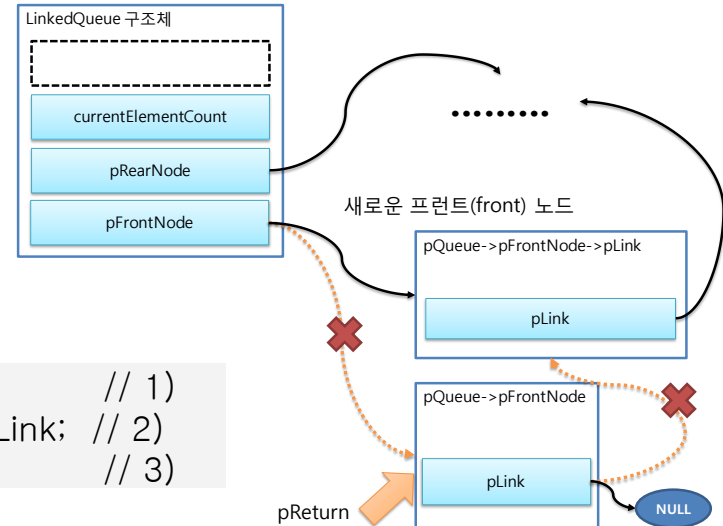 LinkedQueue 구조체
currentElementCount
pRearNode
pFrontNode
새로운 프런트(front) 노드
pQueue->pFrontNode->pLink
pLink
// 1)
Link; // 2)
// 3)
pQueue->pFrontNode
pLink
pReturn
NULL